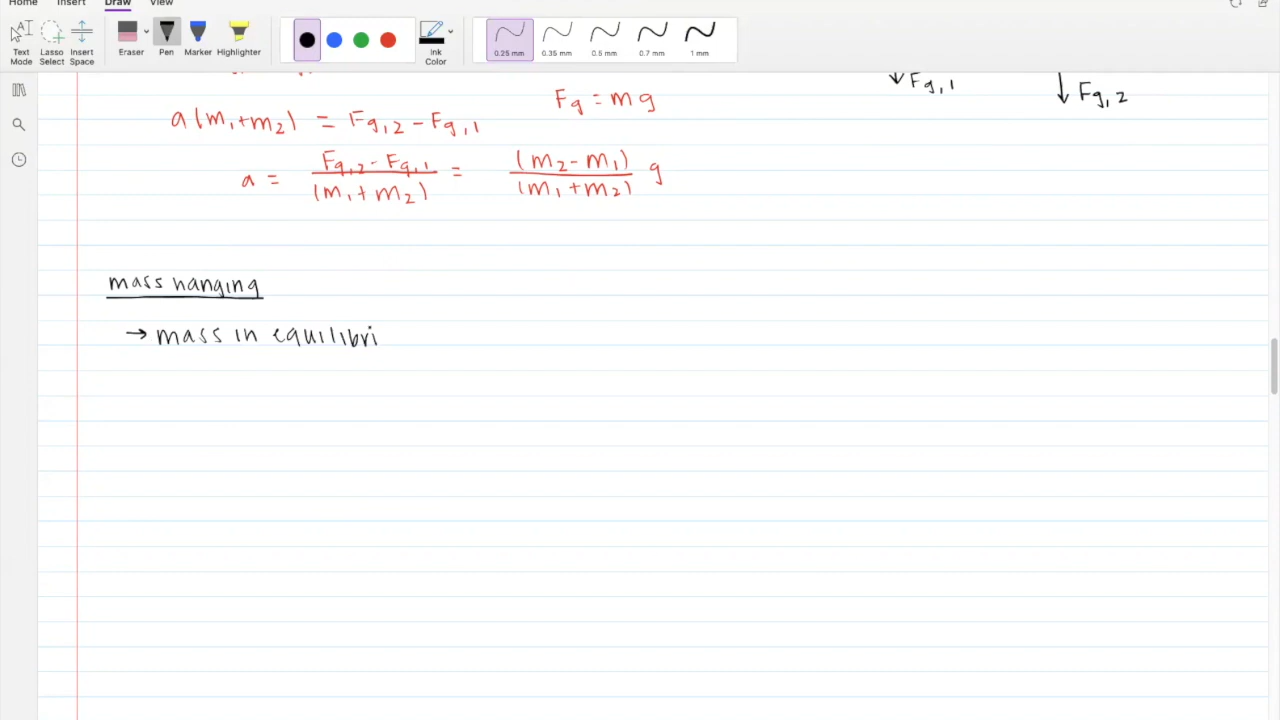 Home Insert Draw View
Text Mode Lasso Select Insert Space Eraser Pen Marker Highlighter Ink Color 0.25 mm 0.35 mm 0.5 mm 0.7 mm 1 mm
Fg,1
Fg = mg Fg,2
a(m₁+m₂) = Fg,2 - Fg,1
a = Fg,2 - Fg,1 / (m₁+m₂) = (m₂-m₁) / (m₁+m₂) g
mass hanging
→ mass in equilibri